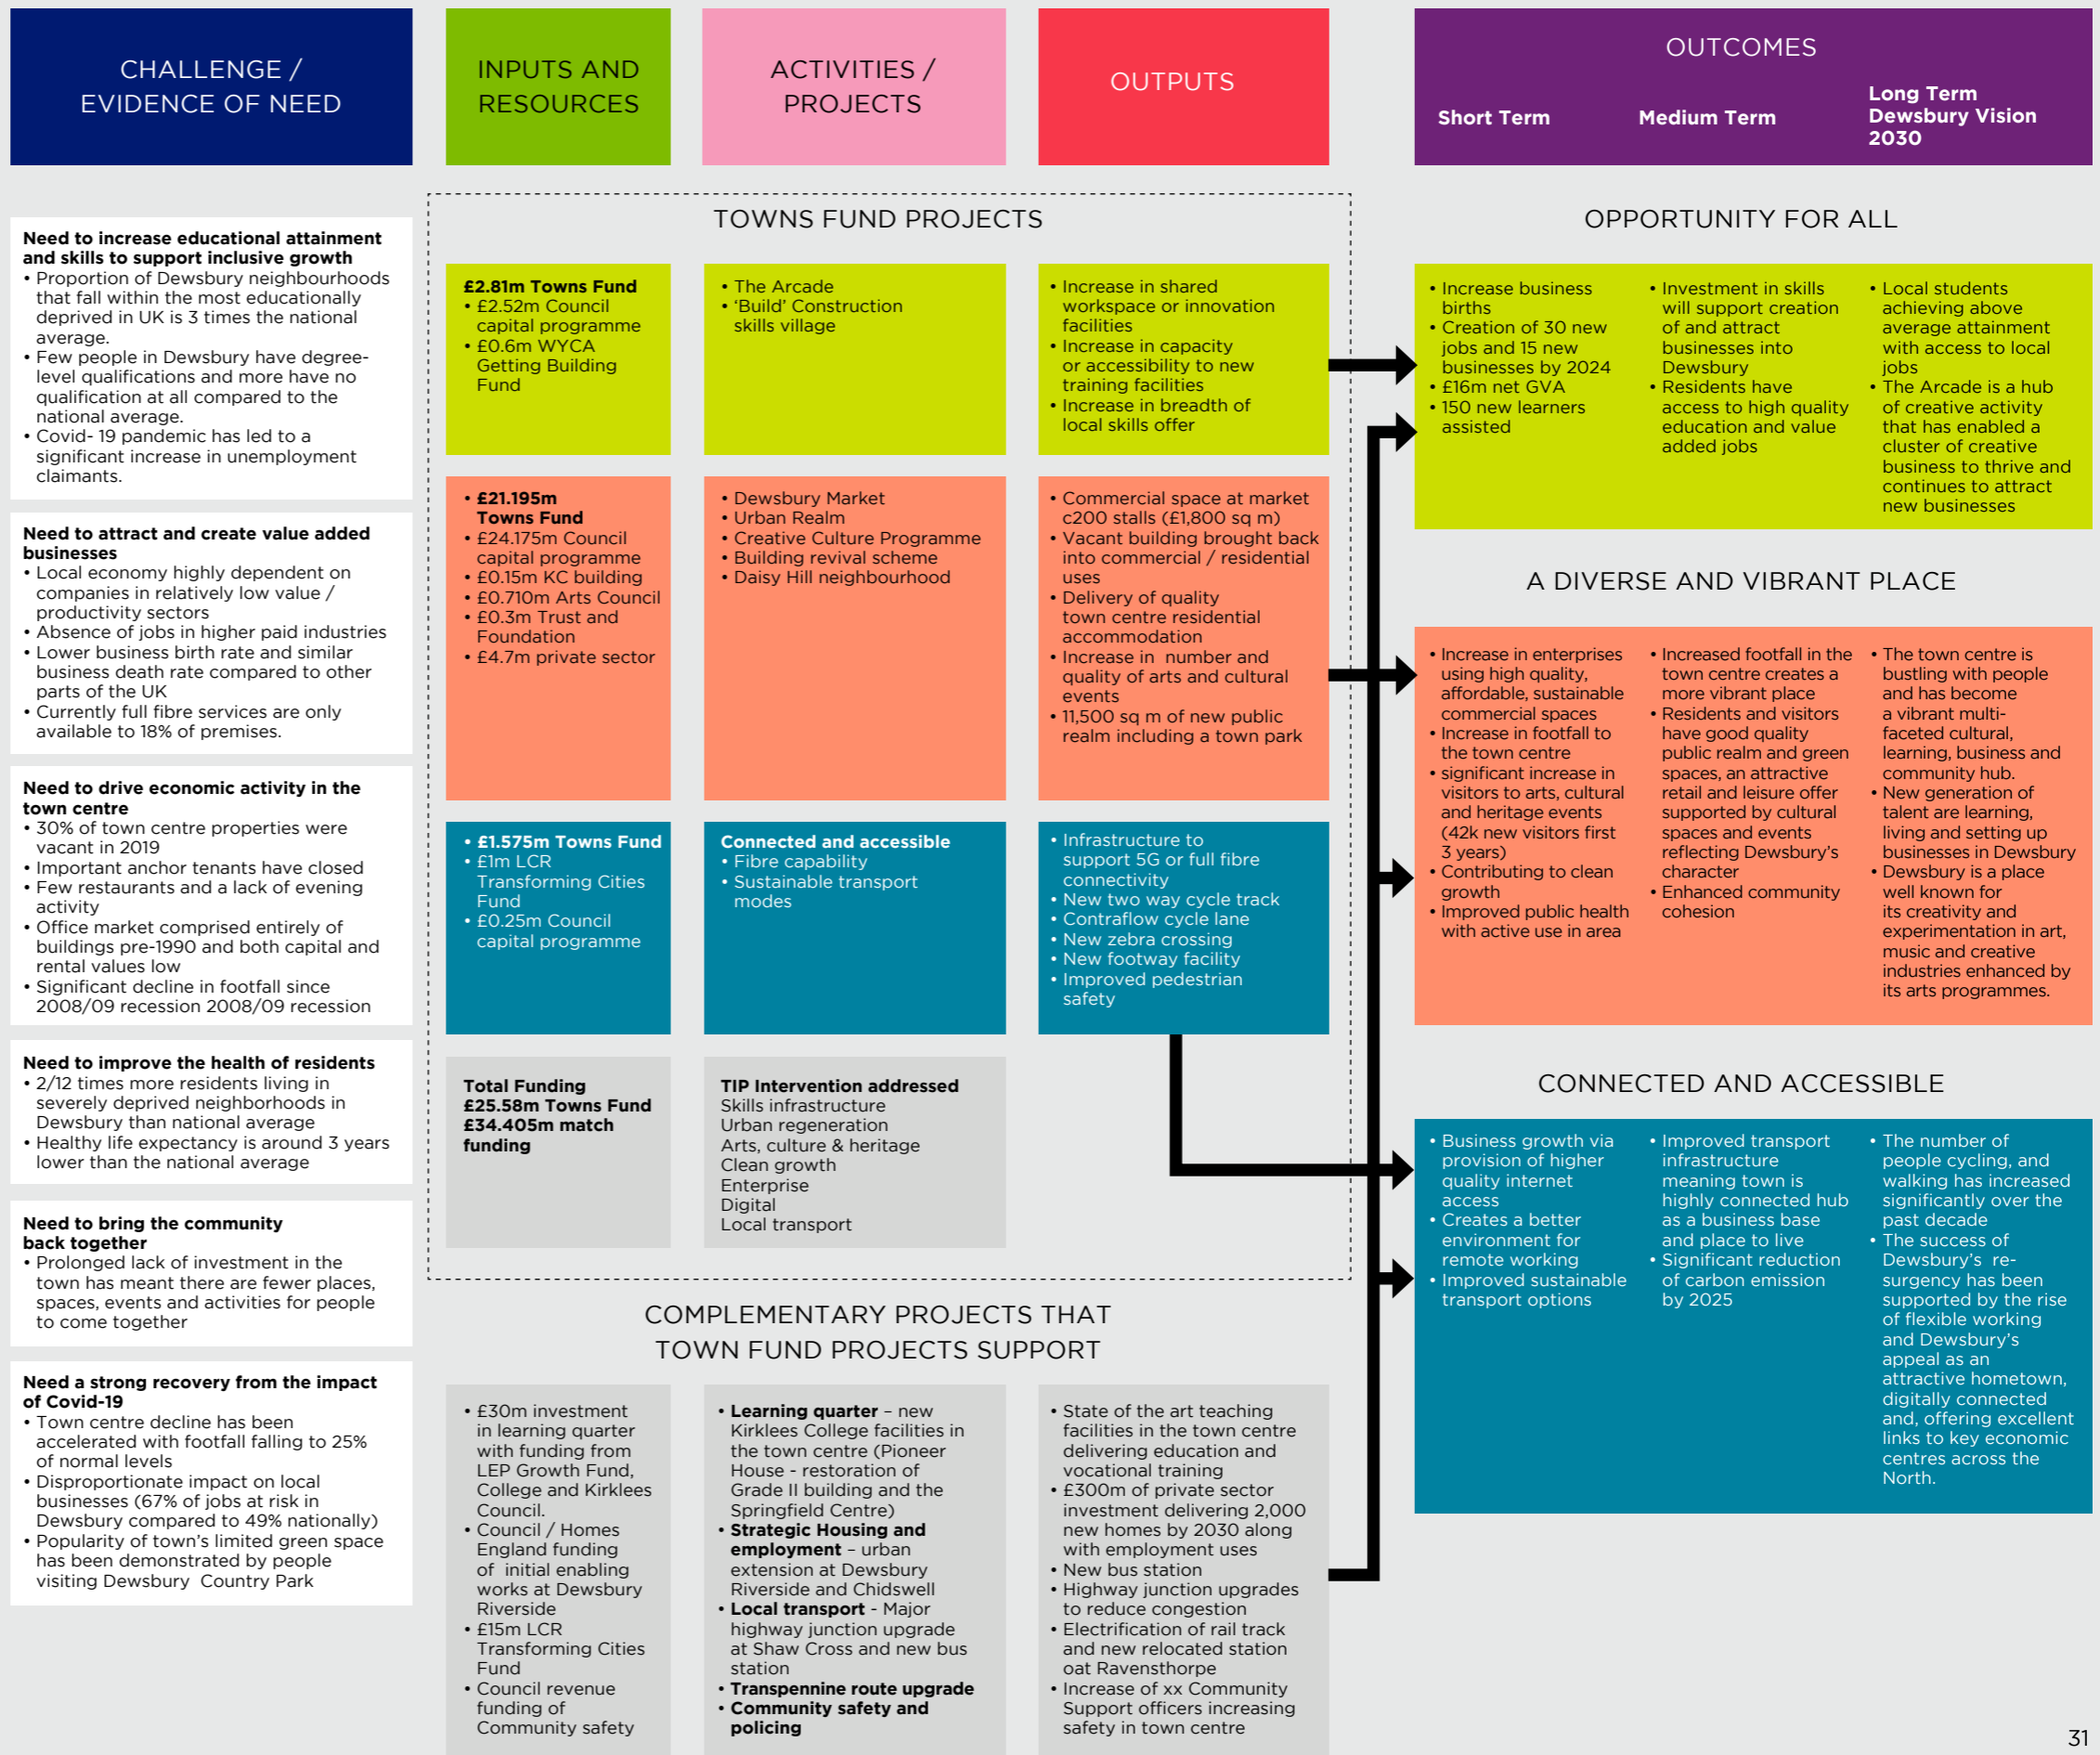 CHALLENGE /
EVIDENCE OF NEED
INPUTS AND
RESOURCES
ACTIVITIES /
PROJECTS
OUTPUTS
OUTCOMES
Short Term
Medium Term
Long Term
Dewsbury Vision
2030
Need to increase educational attainment
and skills to support inclusive growth
• Proportion of Dewsbury neighbourhoods
that fall within the most educationally
deprived in UK is 3 times the national
average.
• Few people in Dewsbury have degree-
level qualifications and more have no
qualification at all compared to the
national average.
• Covid- 19 pandemic has led to a
significant increase in unemployment
claimants.
Need to attract and create value added
businesses
• Local economy highly dependent on
companies in relatively low value /
productivity sectors
• Absence of jobs in higher paid industries
• Lower business birth rate and similar
business death rate compared to other
parts of the UK
• Currently full fibre services are only
available to 18% of premises.
Need to drive economic activity in the
town centre
• 30% of town centre properties were
vacant in 2019
• Important anchor tenants have closed
• Few restaurants and a lack of evening
activity
• Office market comprised entirely of
buildings pre-1990 and both capital and
rental values low
• Significant decline in footfall since
2008/09 recession 2008/09 recession
Need to improve the health of residents
• 2/12 times more residents living in
severely deprived neighborhoods in
Dewsbury than national average
• Healthy life expectancy is around 3 years
lower than the national average
Need to bring the community
back together
• Prolonged lack of investment in the
town has meant there are fewer places,
spaces, events and activities for people
to come together
Need a strong recovery from the impact
of Covid-19
• Town centre decline has been
accelerated with footfall falling to 25%
of normal levels
• Disproportionate impact on local
businesses (67% of jobs at risk in
Dewsbury compared to 49% nationally)
• Popularity of town's limited green space
has been demonstrated by people
visiting Dewsbury Country Park
TOWNS FUND PROJECTS
£2.81m Towns Fund
• £2.52m Council
capital programme
• £0.6m WYCA
Getting Building
Fund
• The Arcade
• 'Build' Construction
skills village
• Increase in shared
workspace or innovation
facilities
• Increase in capacity
or accessibility to new
training facilities
• Increase in breadth of
local skills offer
• £21.195m
Towns Fund
• £24.175m Council
capital programme
• £0.15m KC building
• £0.710m Arts Council
• £0.3m Trust and
Foundation
• £4.7m private sector
• Dewsbury Market
• Urban Realm
• Creative Culture Programme
• Building revival scheme
• Daisy Hill neighbourhood
• Commercial space at market
c200 stalls (£1,800 sq m)
• Vacant building brought back
into commercial / residential
uses
• Delivery of quality
town centre residential
accommodation
• Increase in number and
quality of arts and cultural
events
• 11,500 sq m of new public
realm including a town park
• £1.575m Towns Fund
• £1m LCR
Transforming Cities
Fund
• £0.25m Council
capital programme
Connected and accessible
• Fibre capability
• Sustainable transport
modes
• Infrastructure to
support 5G or full fibre
connectivity
• New two way cycle track
• Contraflow cycle lane
• New zebra crossing
• New footway facility
• Improved pedestrian
safety
Total Funding
£25.58m Towns Fund
£34.405m match
funding
TIP Intervention addressed
Skills infrastructure
Urban regeneration
Arts, culture & heritage
Clean growth
Enterprise
Digital
Local transport
COMPLEMENTARY PROJECTS THAT
TOWN FUND PROJECTS SUPPORT
• £30m investment
in learning quarter
with funding from
LEP Growth Fund,
College and Kirklees
Council.
• Council / Homes
England funding
of initial enabling
works at Dewsbury
Riverside
• £15m LCR
Transforming Cities
Fund
• Council revenue
funding of
Community safety
• Learning quarter – new
Kirklees College facilities in
the town centre (Pioneer
House - restoration of
Grade II building and the
Springfield Centre)
• Strategic Housing and
employment – urban
extension at Dewsbury
Riverside and Chidswell
• Local transport - Major
highway junction upgrade
at Shaw Cross and new bus
station
• Transpennine route upgrade
• Community safety and
policing
• State of the art teaching
facilities in the town centre
delivering education and
vocational training
• £300m of private sector
investment delivering 2,000
new homes by 2030 along
with employment uses
• New bus station
• Highway junction upgrades
to reduce congestion
• Electrification of rail track
and new relocated station
oat Ravensthorpe
• Increase of xx Community
Support officers increasing
safety in town centre
OPPORTUNITY FOR ALL
• Increase business
births
• Creation of 30 new
jobs and 15 new
businesses by 2024
• £16m net GVA
• 150 new learners
assisted
• Investment in skills
will support creation
of and attract
businesses into
Dewsbury
• Residents have
access to high quality
education and value
added jobs
• Local students
achieving above
average attainment
with access to local
jobs
• The Arcade is a hub
of creative activity
that has enabled a
cluster of creative
business to thrive and
continues to attract
new businesses
A DIVERSE AND VIBRANT PLACE
• Increase in enterprises
using high quality,
affordable, sustainable
commercial spaces
• Increase in footfall to
the town centre
• significant increase in
visitors to arts, cultural
and heritage events
(42k new visitors first
3 years)
• Contributing to clean
growth
• Improved public health
with active use in area
• Increased footfall in the
town centre creates a
more vibrant place
• Residents and visitors
have good quality
public realm and green
spaces, an attractive
retail and leisure offer
supported by cultural
spaces and events
reflecting Dewsbury's
character
• Enhanced community
cohesion
• The town centre is
bustling with people
and has become
a vibrant multi-
faceted cultural,
learning, business and
community hub.
• New generation of
talent are learning,
living and setting up
businesses in Dewsbury
• Dewsbury is a place
well known for
its creativity and
experimentation in art,
music and creative
industries enhanced by
its arts programmes.
CONNECTED AND ACCESSIBLE
• Business growth via
provision of higher
quality internet
access
• Creates a better
environment for
remote working
• Improved sustainable
transport options
• Improved transport
infrastructure
meaning town is
highly connected hub
as a business base
and place to live
• Significant reduction
of carbon emission
by 2025
• The number of
people cycling, and
walking has increased
significantly over the
past decade
• The success of
Dewsbury's re-
surgency has been
supported by the rise
of flexible working
and Dewsbury's
appeal as an
attractive hometown,
digitally connected
and, offering excellent
links to key economic
centres across the
North.
31